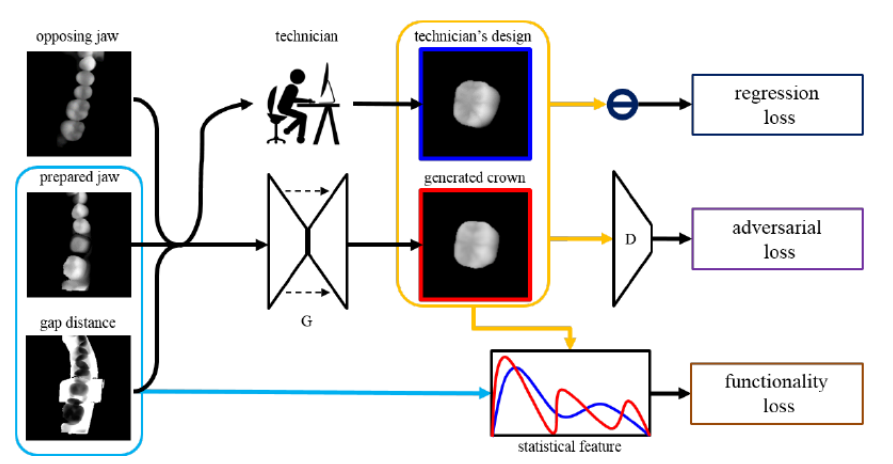 opposing jaw
technician
technician's design
regression
loss
prepared jaw
generated crown
D
adversarial
loss
G
gap distance
functionality
loss
statistical feature